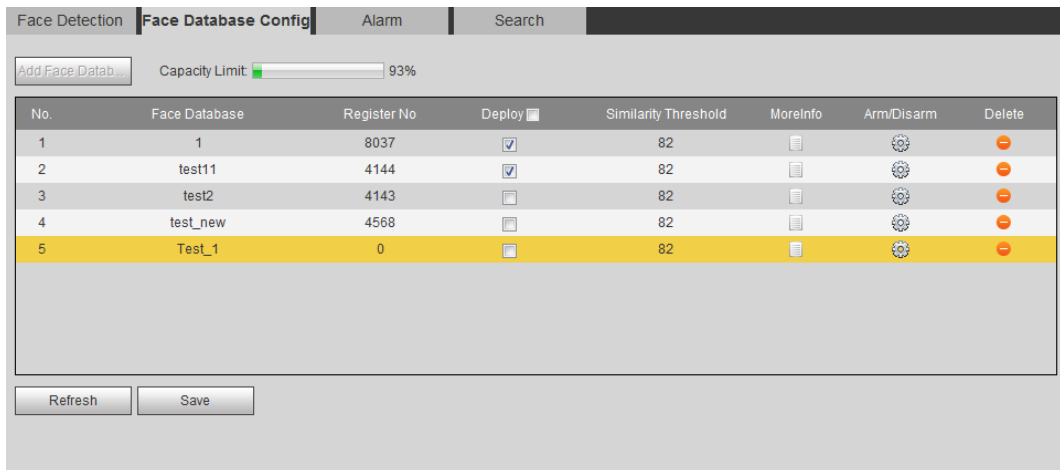 Face Detection Face Database Config Alarm Search
Add Face Datab... Capacity Limit: 93%
No. Face Database Register No Deploy Similarity Threshold MoreInfo Arm/Disarm Delete
1 1 8037 82
2 test11 4144 82
3 test2 4143 82
4 test_new 4568 82
5 Test_1 0 82
Refresh Save